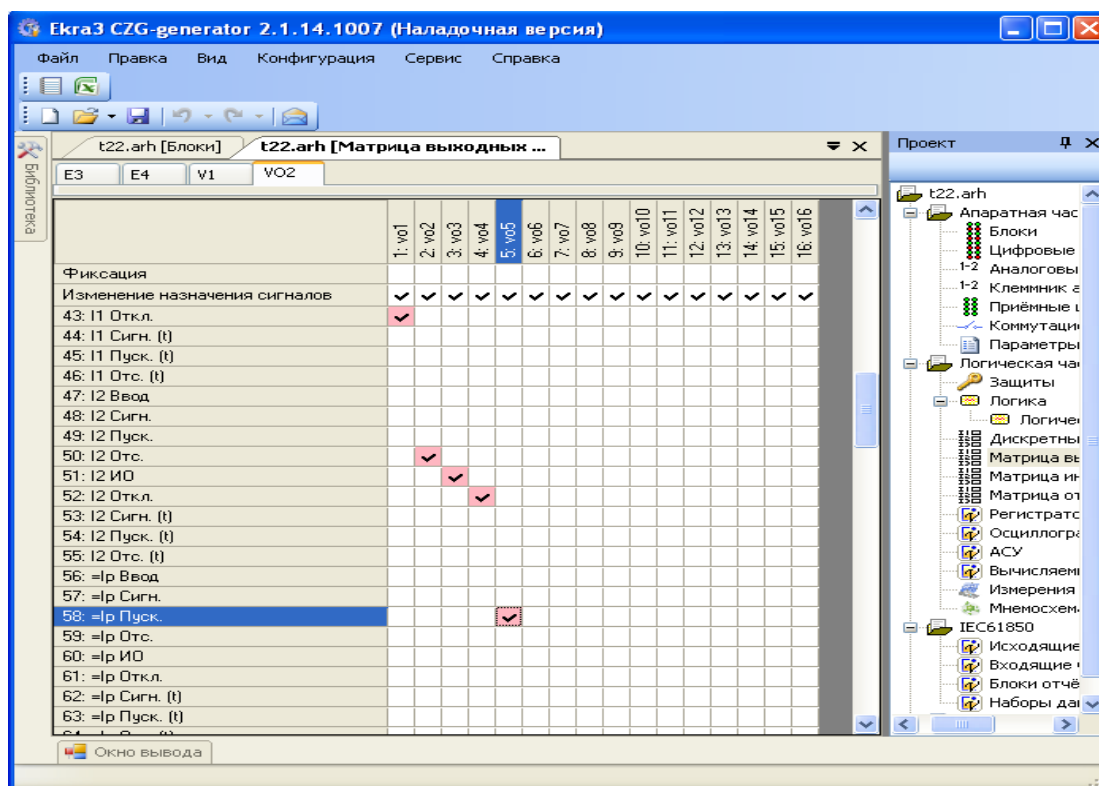 Ekra3 CZG-generator 2.1.14.1007 (Наладочная версия)
Файл Правка Вид Конфигурация Сервис Справка
t22.arh [Блоки] t22.arh [Матрица выходных ...
Библиотека
E3 E4 V1 VO2
1: vo1 2: vo2 3: vo3 4: vo4 5: vo5 6: vo6 7: vo7 8: vo8 9: vo9 10: vo10 11: vo11 12: vo12 13: vo13 14: vo14 15: vo15 16: vo16
Фиксация
Изменение назначения сигналов
43: I1 Откл.
44: I1 Сигн. (t)
45: I1 Пуск. (t)
46: I1 Отс. (t)
47: I2 Ввод
48: I2 Сигн.
49: I2 Пуск.
50: I2 Отс.
51: I2 ИО
52: I2 Откл.
53: I2 Сигн. (t)
54: I2 Пуск. (t)
55: I2 Отс. (t)
56: =Iр Ввод
57: =Iр Сигн.
58: =Iр Пуск.
59: =Iр Отс.
60: =Iр ИО
61: =Iр Откл.
62: =Iр Сигн. (t)
63: =Iр Пуск. (t)
Окно вывода
Проект
t22.arh
Апаратная час
Блоки
Цифровые
1-2 Аналоговы
1-2 Клеммник а
Приёмные ц
Коммутаци
Параметры
Логическая ча
Защиты
Логика
Логиче
Дискретны
Матрица вы
Матрица ин
Матрица от
Регистрато
Осциллогра
АСУ
Вычисляем
Измерения
Мнемосхем
IEC61850
Исходящие
Входящие
Блоки отчё
Наборы дан